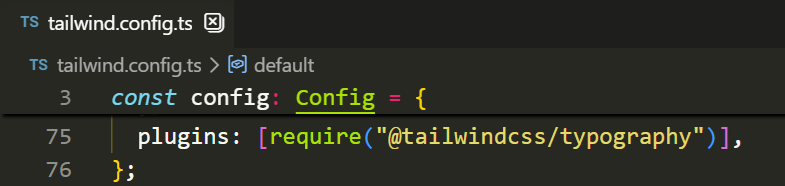 TS tailwind.config.ts
TS tailwind.config.ts > default
3 const config: Config = {
75 plugins: [require("@tailwindcss/typography")],
76 };